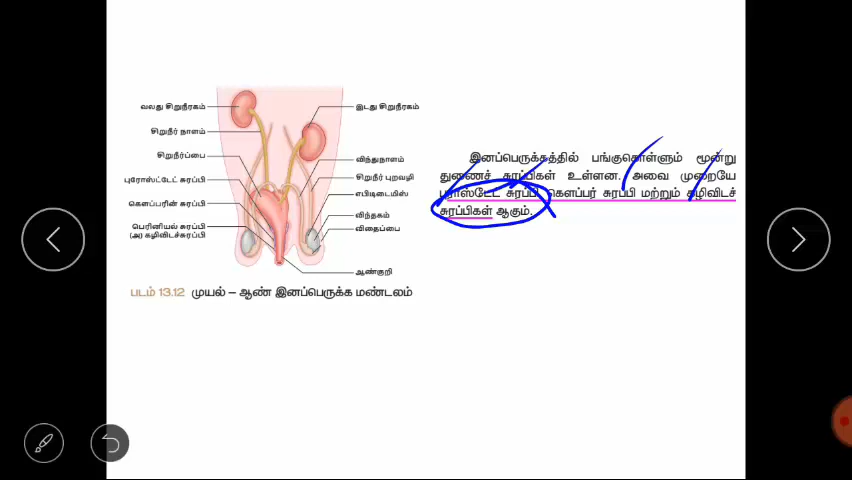 வலது சிறுநீரகம்
சிறுநீர் நாளம்
சிறுநீர்ப்பை
புரோஸ்ட்டேட் சுரப்பி
கௌப்பரின் சுரப்பி
பெரினியல் சுரப்பி
(அ) கழிவிடச்சுரப்பி
இடது சிறுநீரகம்
விந்துநாளம்
சிறுநீர் புறவழி
எபிடிடைமிஸ்
விந்தகம்
விதைப்பை
ஆண்குறி
படம் 13.12 முயல் – ஆண் இனப்பெருக்க மண்டலம்
இனப்பெருக்கத்தில் பங்குகொள்ளும் மூன்று
துணைச் சுரப்பிகள் உள்ளன. அவை முறையே
புராஸ்டேட் சுரப்பி, கௌப்பர் சுரப்பி மற்றும் கழிவிடச்
சுரப்பிகள் ஆகும்.